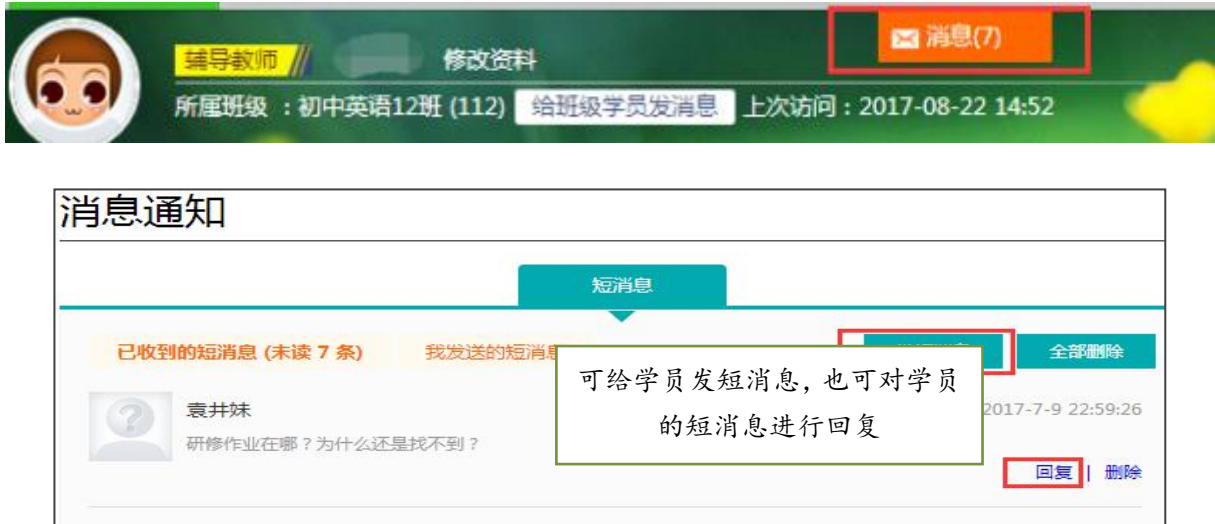 消息(7)
辅导教师 修改资料
所属班级 ：初中英语12班 (112) 给班级学员发消息 上次访问：2017-08-22 14:52
消息通知
短消息
已收到的短消息 (未读 7 条) 我发送的短消息 全部删除
可给学员发短消息，也可对学员
的短消息进行回复
袁井妹 2017-7-9 22:59:26
研修作业在哪？为什么还是找不到？
回复 | 删除